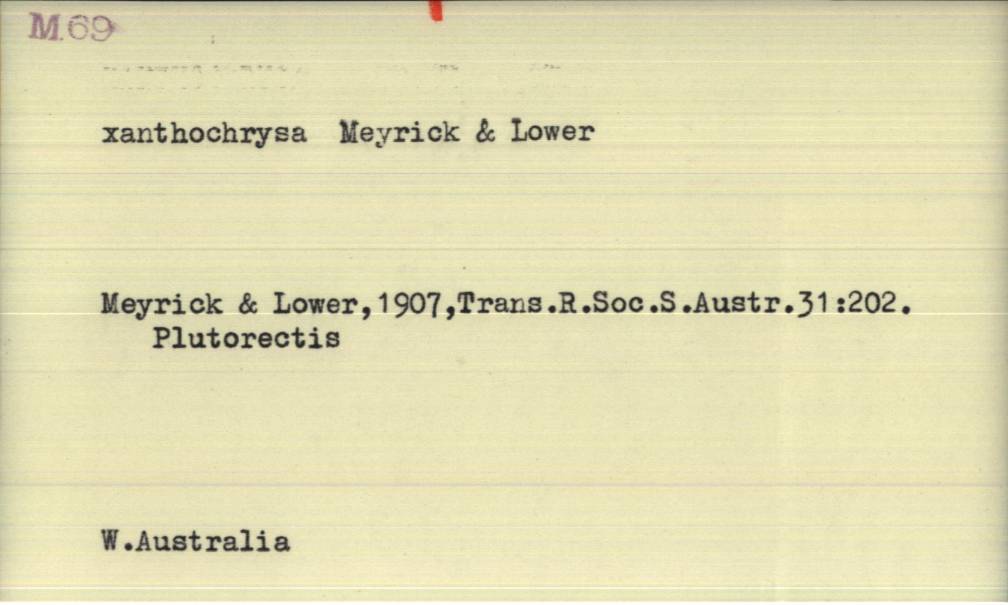 M.69
xanthochrysa Meyrick & Lower
Meyrick & Lower,1907,Trans.R.Soc.S.Austr.31:202.
Plutorectis
W.Australia